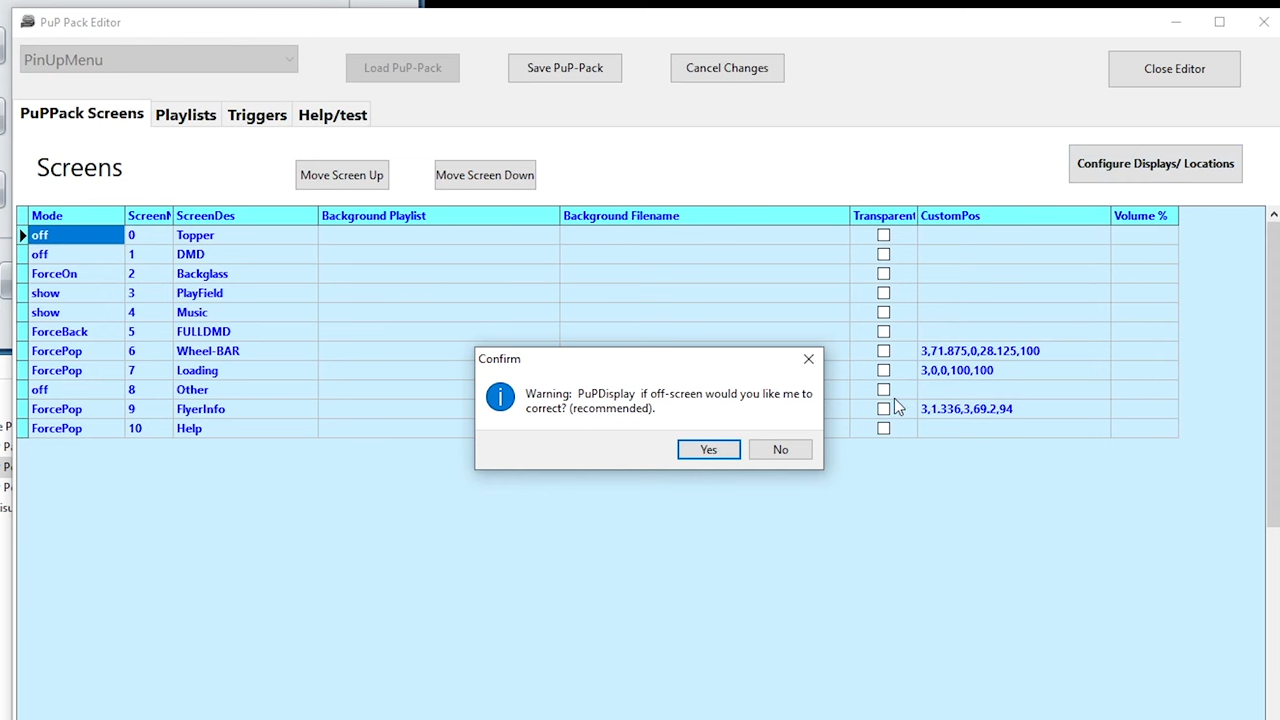 PuP Pack Editor
PinUpMenu
Load PuP-Pack
Save PuP-Pack
Cancel Changes
Close Editor
PuPPack Screens
Playlists
Triggers
Help/test
Screens
Move Screen Up
Move Screen Down
Configure Displays/ Locations
Mode ScreenN ScreenDes Background Playlist Background Filename Transparent CustomPos Volume %
off 0 Topper
off 1 DMD
ForceOn 2 Backglass
show 3 PlayField
show 4 Music
ForceBack 5 FULLDMD
ForcePop 6 Wheel-BAR 3,71.875,0,28.125,100
ForcePop 7 Loading 3,0,0,100,100
off 8 Other
ForcePop 9 FlyerInfo 3,1.336,3,69.2,94
ForcePop 10 Help
Confirm
Warning: PuPDisplay if off-screen would you like me to
correct? (recommended).
Yes
No